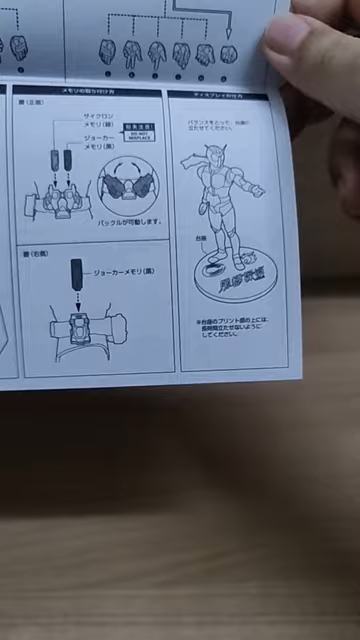 メモリの取り付け方
腰(正面)
サイクロン
メモリ(緑)
紛失注意!
DO NOT
MISPLACE
ジョーカー
メモリ(黒)
バックルが可動します。
腰(右側)
ジョーカーメモリ(黒)
ディスプレイの仕方
バランスをとって、台座に
立たせてください。
台座
※台座のプリント部の上には、
長時間立たせないように
してください。